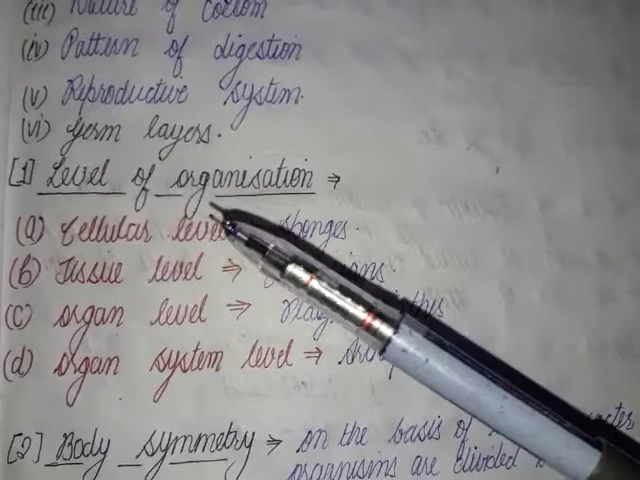 (iii) Nature of coelom
(iv) Pattern of digestion
(v) Reproductive system.
(vi) Germ layers.
[1] Level of organisation ⇒
(a) Cellular level sponges.
(b) Tissue level ⇒
(c) organ level ⇒
(d) organ system level ⇒
[2] Body symmetry ⇒ on the basis of
organisms are divided